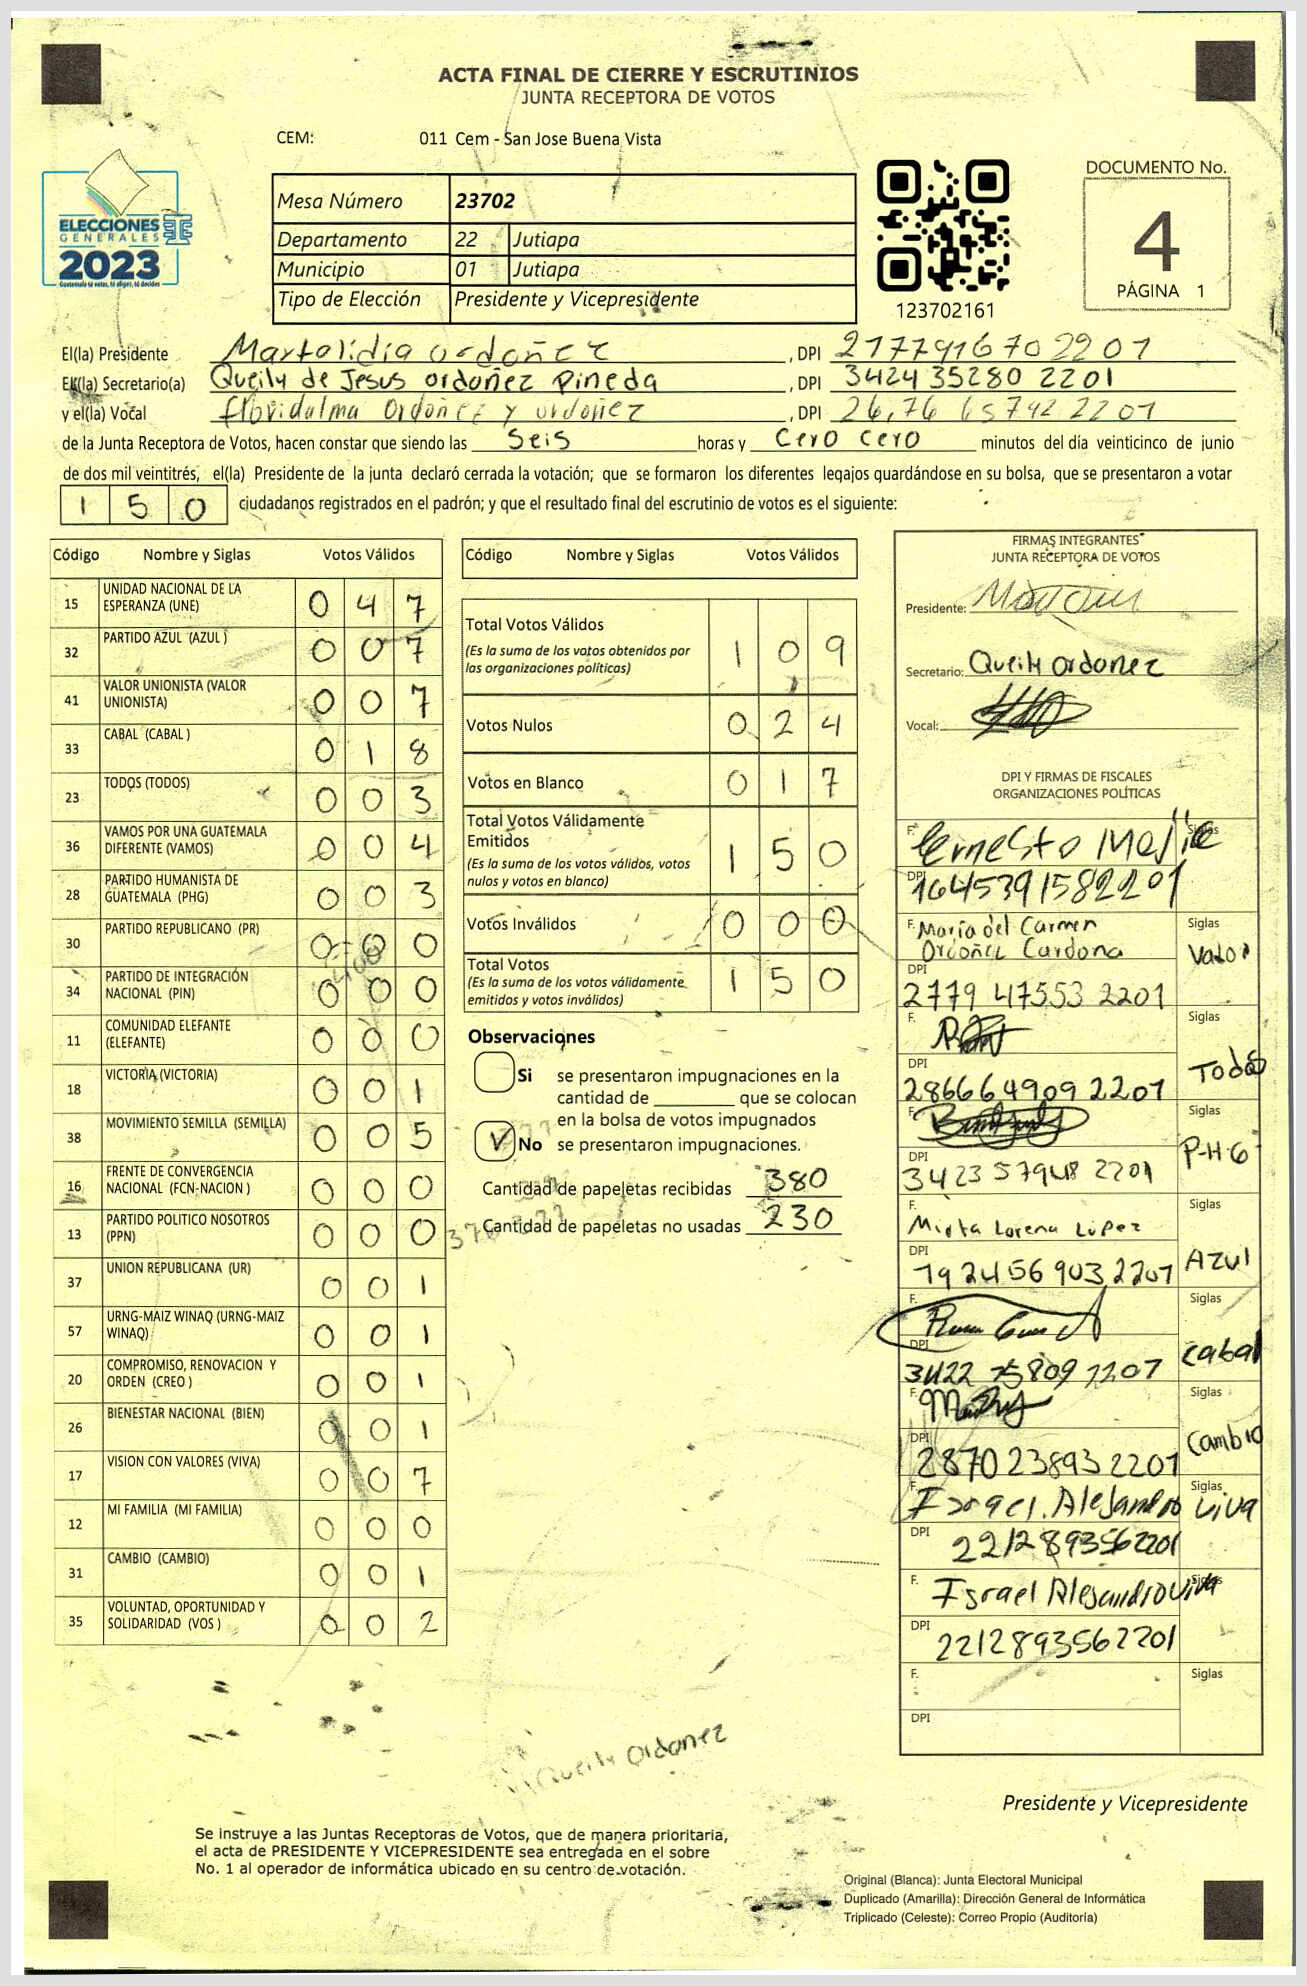 ACTA FINAL DE CIERRE Y ESCRUTINIOS
JUNTA RECEPTORA DE VOTOS
CEM: 011 Cem - San Jose Buena Vista
DOCUMENTO No.
4
PÁGINA 1
ELECCIONES
GENERALES
2023
Guatemala tú votas, tú eliges, tú decides
Mesa Número 23702
Departamento 22 Jutiapa
Municipio 01 Jutiapa
Tipo de Elección Presidente y Vicepresidente
123702161
El(la) Presidente Martalidia ordoñez, DPI 2177916702201
El(la) Secretario(a) Queily de Jesus ordoñez Pineda, DPI 3424 35280 2201
y el(la) Vocal floridalma Ordoñez y ordoñez, DPI 26,76 65742 2201
de la Junta Receptora de Votos, hacen constar que siendo las seis horas y cero cero minutos del día veinticinco de junio
de dos mil veintitrés, el(la) Presidente de la junta declaró cerrada la votación; que se formaron los diferentes legajos guardándose en su bolsa, que se presentaron a votar
150 ciudadanos registrados en el padrón; y que el resultado final del escrutinio de votos es el siguiente:
Código Nombre y Siglas Votos Válidos
15 UNIDAD NACIONAL DE LA ESPERANZA (UNE) 0 4 7
32 PARTIDO AZUL (AZUL ) 0 0 7
41 VALOR UNIONISTA (VALOR UNIONISTA) 0 0 7
33 CABAL (CABAL ) 0 1 8
23 TODOS (TODOS) 0 0 3
36 VAMOS POR UNA GUATEMALA DIFERENTE (VAMOS) 0 0 4
28 PARTIDO HUMANISTA DE GUATEMALA (PHG) 0 0 3
30 PARTIDO REPUBLICANO (PR) 0 0 0
34 PARTIDO DE INTEGRACIÓN NACIONAL (PIN) 0 0 0
11 COMUNIDAD ELEFANTE (ELEFANTE) 0 0 0
18 VICTORIA (VICTORIA) 0 0 1
38 MOVIMIENTO SEMILLA (SEMILLA) 0 0 5
16 FRENTE DE CONVERGENCIA NACIONAL (FCN-NACION ) 0 0 0
13 PARTIDO POLITICO NOSOTROS (PPN) 0 0 0
37 UNION REPUBLICANA (UR) 0 0 1
57 URNG-MAIZ WINAQ (URNG-MAIZ WINAQ) 0 0 1
20 COMPROMISO, RENOVACION Y ORDEN (CREO ) 0 0 1
26 BIENESTAR NACIONAL (BIEN) 0 0 1
17 VISION CON VALORES (VIVA) 0 0 7
12 MI FAMILIA (MI FAMILIA) 0 0 0
31 CAMBIO (CAMBIO) 0 0 1
35 VOLUNTAD, OPORTUNIDAD Y SOLIDARIDAD (VOS ) 0 0 2
Código Nombre y Siglas Votos Válidos
Total Votos Válidos 1 0 9
(Es la suma de los votos obtenidos por
las organizaciones políticas)
Votos Nulos 0 2 4
Votos en Blanco 0 1 7
Total Votos Válidamente
Emitidos 1 5 0
(Es la suma de los votos válidos, votos
nulos y votos en blanco)
Votos Inválidos 0 0 0
Total Votos 1 5 0
(Es la suma de los votos válidamente
emitidos y votos inválidos)
Observaciones
Si se presentaron impugnaciones en la
cantidad de ________ que se colocan
en la bolsa de votos impugnados
No se presentaron impugnaciones.
Cantidad de papeletas recibidas 380
Cantidad de papeletas no usadas 230
FIRMAS INTEGRANTES
JUNTA RECEPTORA DE VOTOS
Presidente:
Secretario: Queily ordoñez
Vocal:
DPI Y FIRMAS DE FISCALES
ORGANIZACIONES POLÍTICAS
F. Ernesto Mejia Siglas
DPI 1645391582201
F. Maria del Carmen Siglas
Ordoñez Cardona Valor
DPI
2779 47553 2201
F. Siglas
Todos
DPI
286664909 2201
F. Siglas
P-H-G
DPI
3423 57948 2201
F. Mirta Lorena López Siglas
Azul
DPI
1924569032201
F. Siglas
Cabal
DPI
3422 75809 2207
F. Siglas
Cambio
DPI
2870238932201
F. Israel. Alejandro Siglas
viva
DPI
2212893562201
F. Israel Alejandro viva Siglas
DPI
2212893562201
F. Siglas
DPI
Queily Ordoñez
Presidente y Vicepresidente
Se instruye a las Juntas Receptoras de Votos, que de manera prioritaria,
el acta de PRESIDENTE Y VICEPRESIDENTE sea entregada en el sobre
No. 1 al operador de informática ubicado en su centro de votación.
Original (Blanca): Junta Electoral Municipal
Duplicado (Amarilla): Dirección General de Informática
Triplicado (Celeste): Correo Propio (Auditoría)